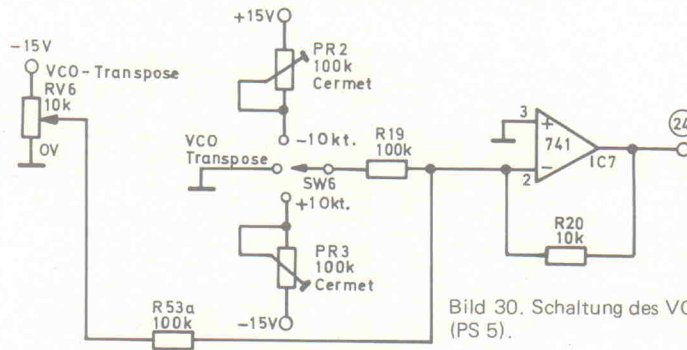 +15V
PR2
100k
Cermet
-15V
VCO-Transpose
RV6
10k
0V
-1Okt.
VCO
Transpose
SW6
R19
100k
3
+
741
-
2
IC7
24
+1Okt.
PR3
100k
Cermet
-15V
R20
10k
R53a
100k
Bild 30. Schaltung des
(PS 5).